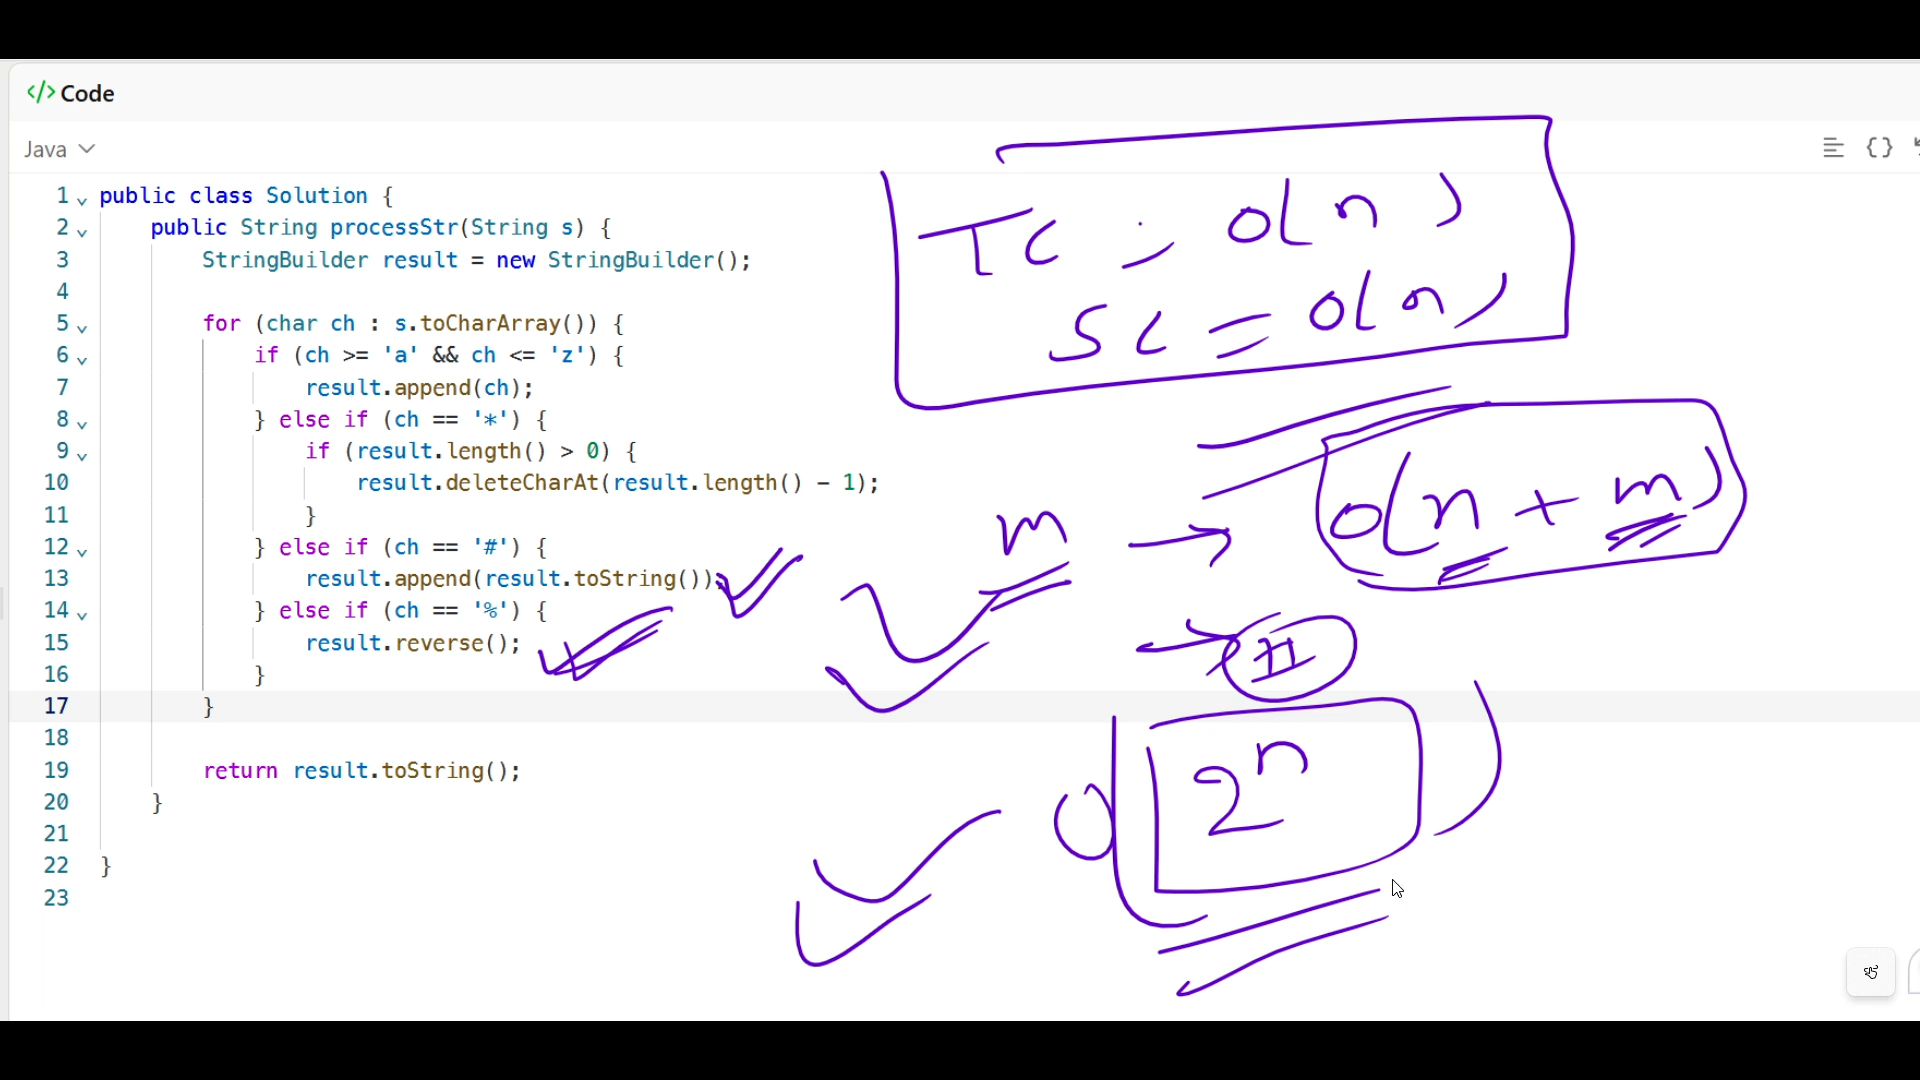 </> Code
Java
1 public class Solution {
2 public String processStr(String s) {
3 StringBuilder result = new StringBuilder();
4
5 for (char ch : s.toCharArray()) {
6 if (ch >= 'a' && ch <= 'z') {
7 result.append(ch);
8 } else if (ch == '*') {
9 if (result.length() > 0) {
10 result.deleteCharAt(result.length() - 1);
11 }
12 } else if (ch == '#') {
13 result.append(result.toString())
14 } else if (ch == '%') {
15 result.reverse();
16 }
17 }
18
19 return result.toString();
20 }
21
22 }
23
TC = O(n)
SC = O(n)
m → O(n + m)
→ #
O(2^n)